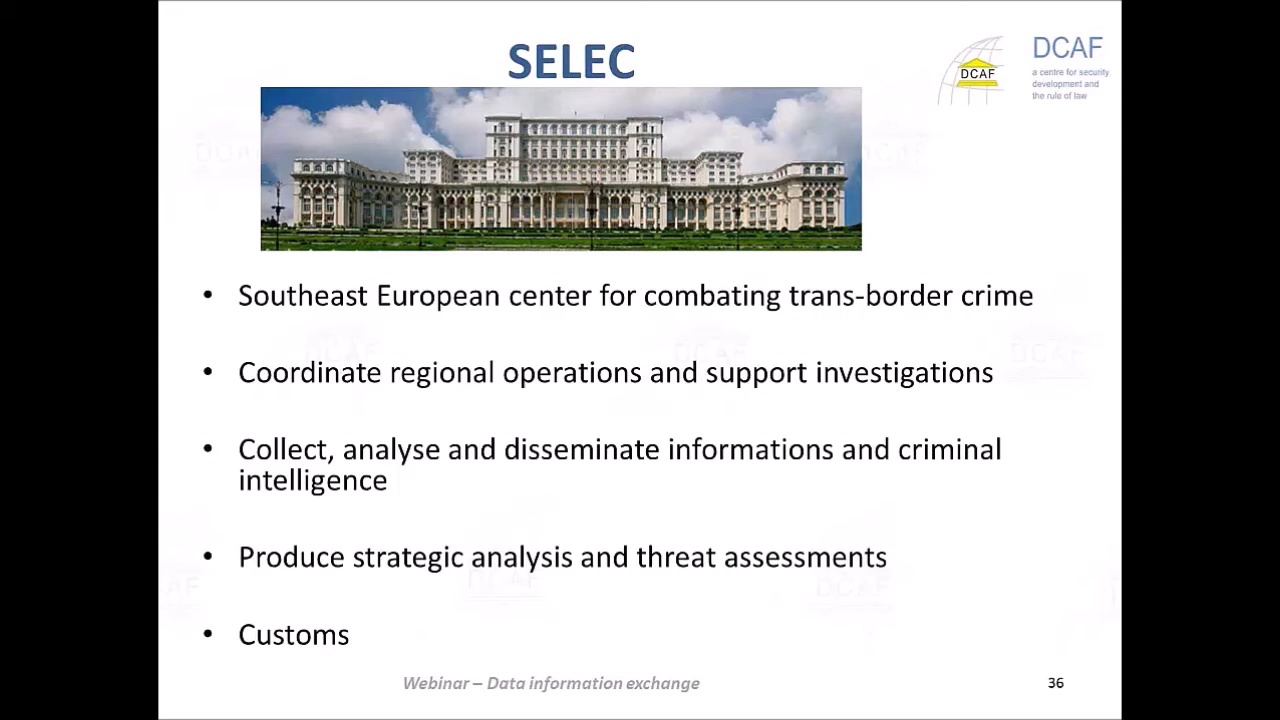 SELEC
DCAF
DCAF
a centre for security
development and
the rule of law
• Southeast European center for combating trans-border crime
• Coordinate regional operations and support investigations
• Collect, analyse and disseminate informations and criminal
intelligence
• Produce strategic analysis and threat assessments
• Customs
Webinar – Data information exchange
36